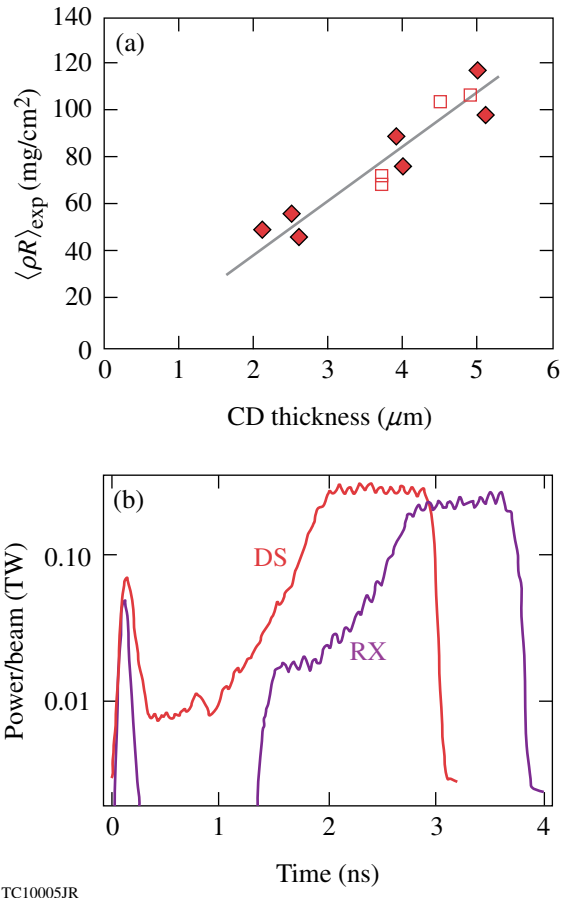 (a)
140
120
100
80
60
40
20
0
⟨ρR⟩exp (mg/cm²)
0 1 2 3 4 5 6
CD thickness (μm)
(b)
DS
RX
0.10
0.01
Power/beam (TW)
0 1 2 3 4
Time (ns)
TC10005JR